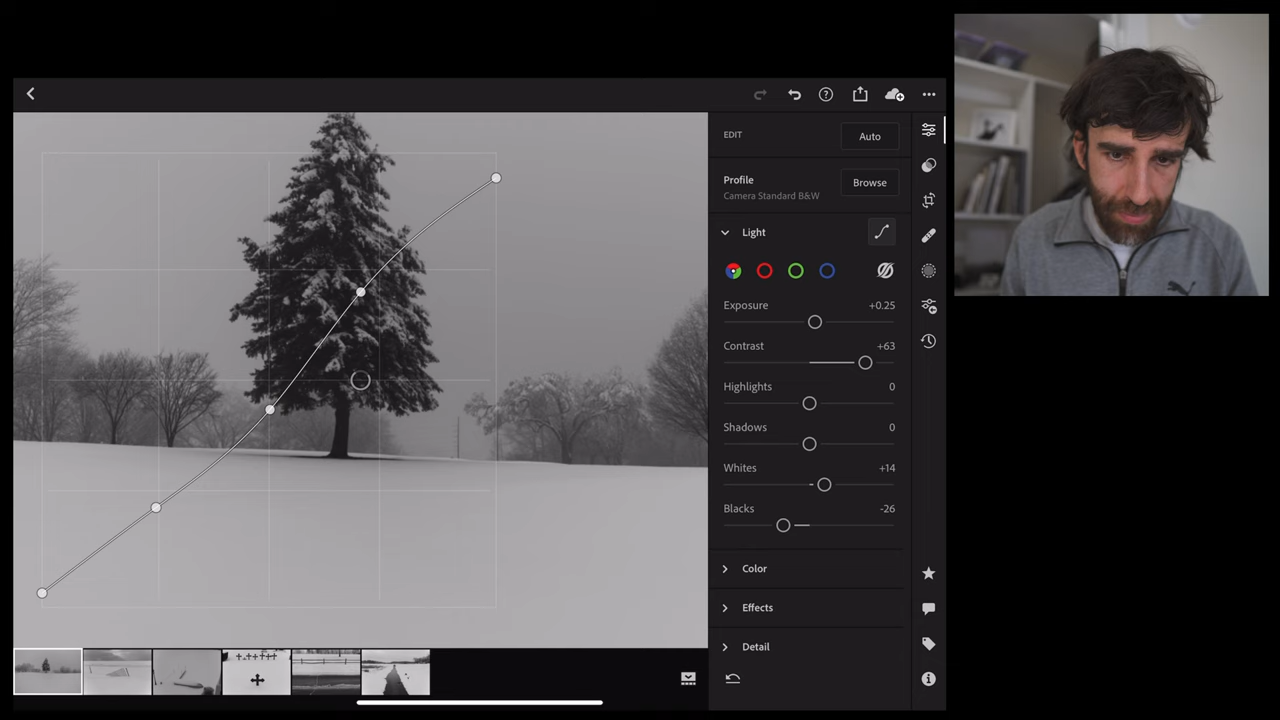 EDIT
Auto
Profile
Camera Standard B&W
Browse
Light
Exposure +0.25
Contrast +63
Highlights 0
Shadows 0
Whites +14
Blacks -26
Color
Effects
Detail